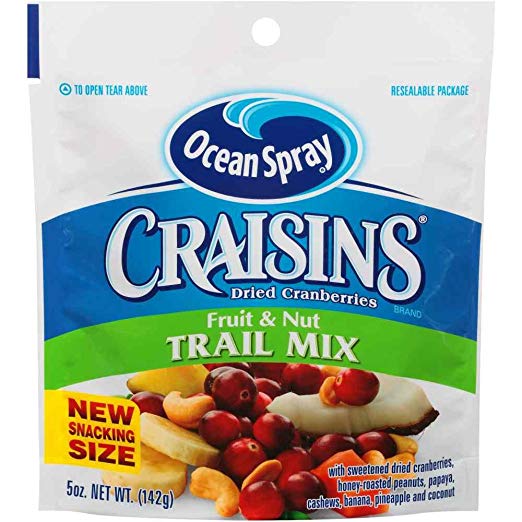 TO OPEN TEAR ABOVE
RESEALABLE PACKAGE
Ocean Spray®
CRAISINS®
Dried Cranberries
BRAND
Fruit & Nut
TRAIL MIX
NEW
SNACKING
SIZE
with sweetened dried cranberries,
honey-roasted peanuts, papaya,
cashews, banana, pineapple and coconut
5oz. NET WT. (142g)